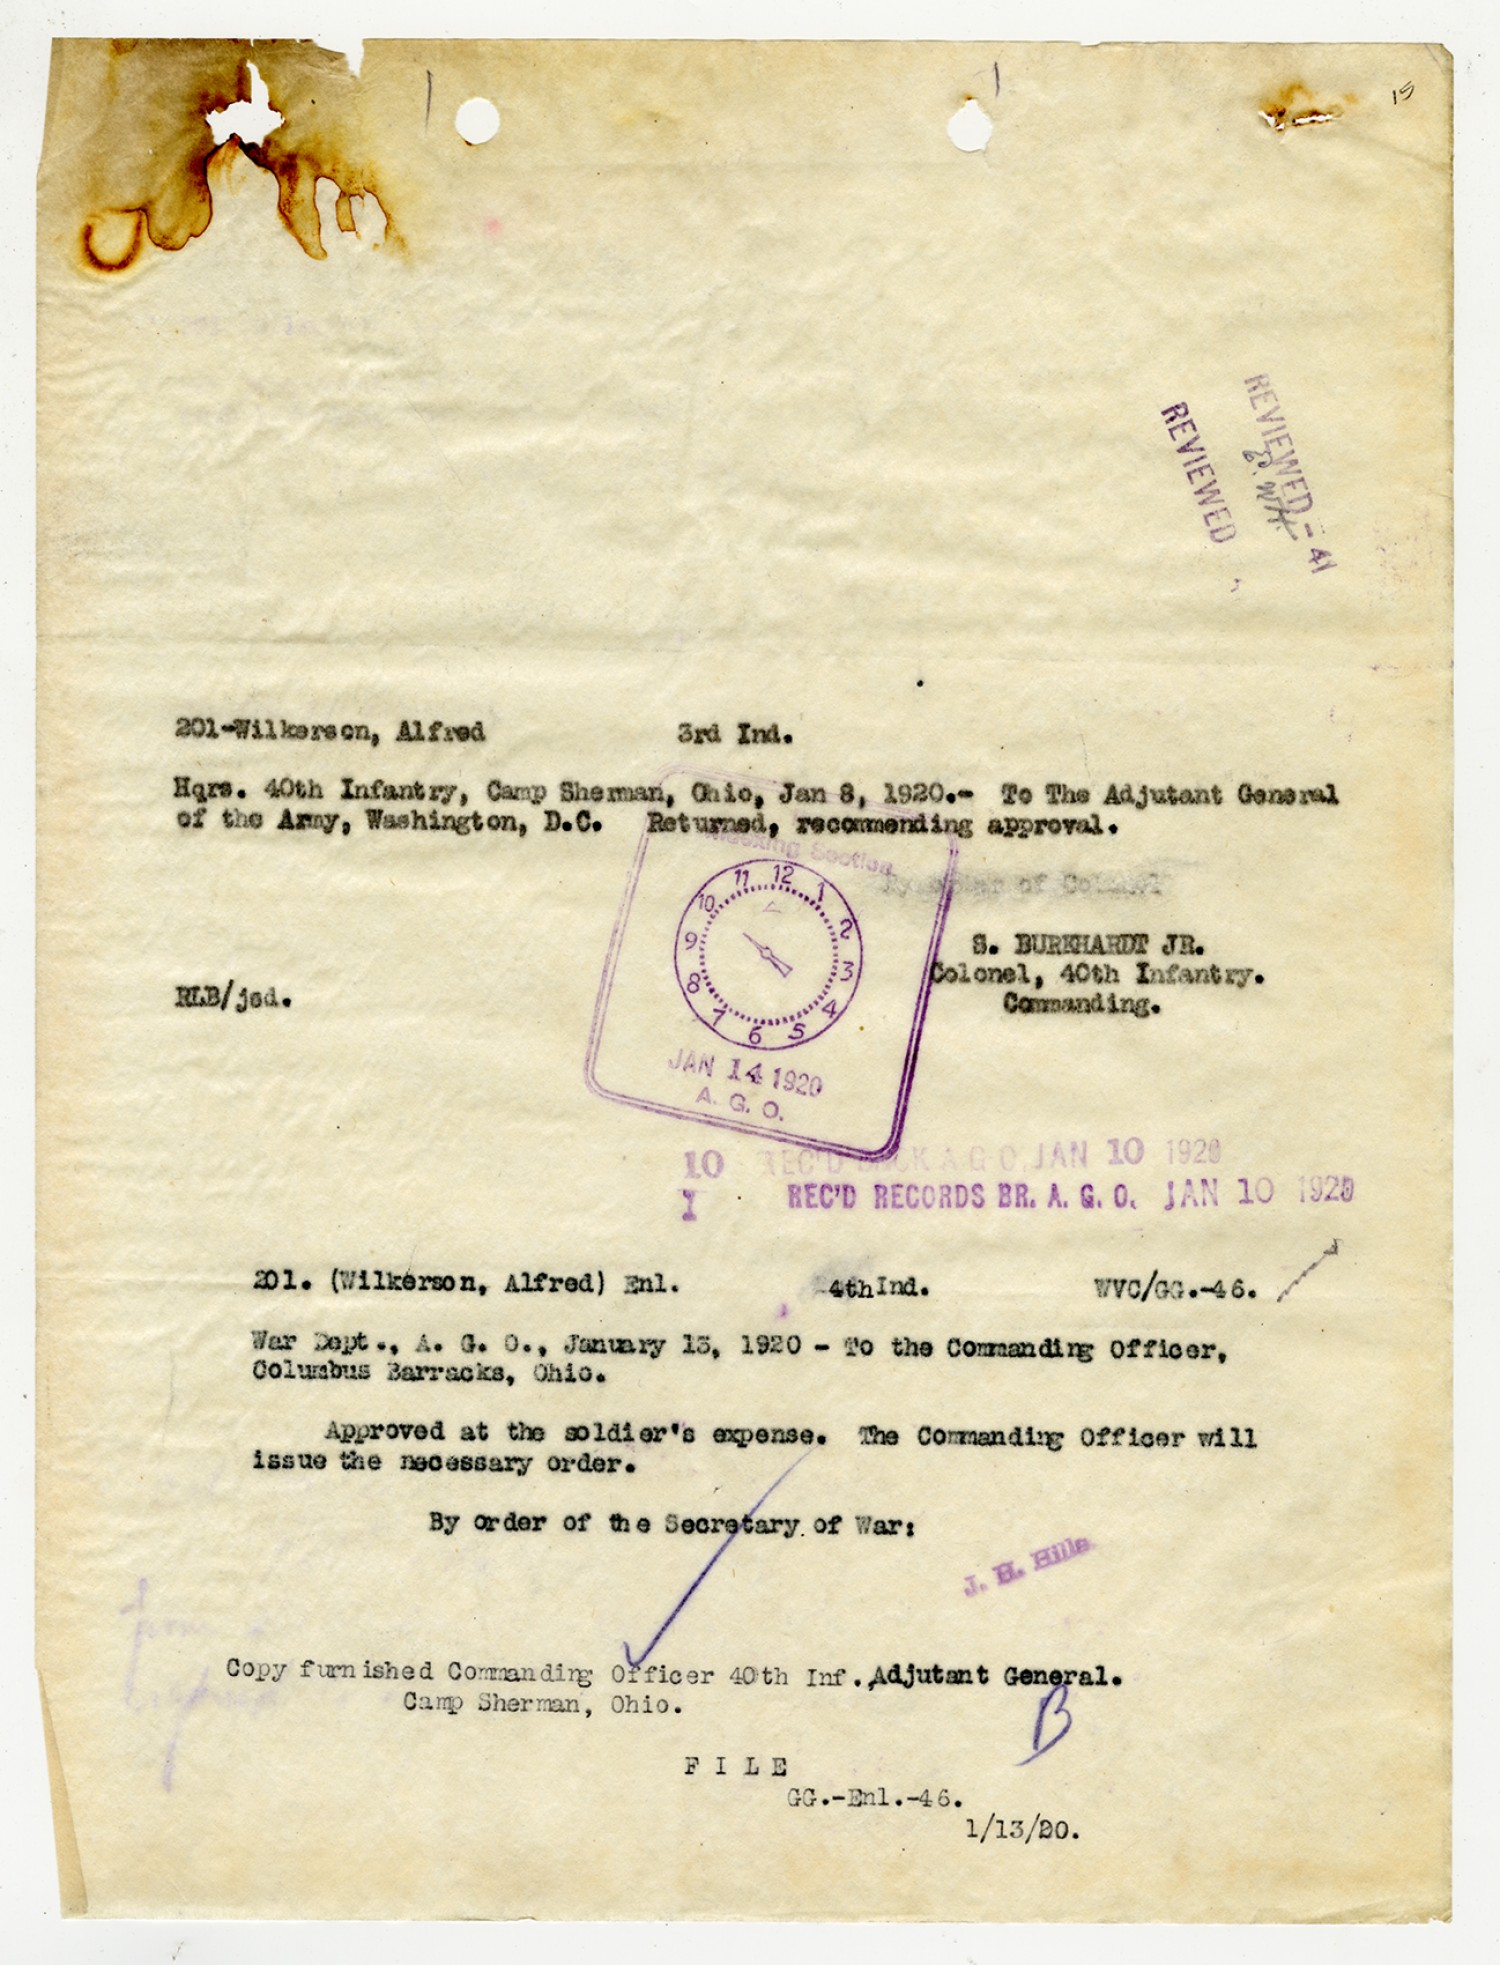 15
REVIEWED
REVIEWED - 41
201-Wilkerson, Alfred 3rd Ind.
Hqrs. 40th Infantry, Camp Sherman, Ohio, Jan 8, 1920.- To The Adjutant General
of the Army, Washington, D.C. Returned, recommending approval.
Section
of Colonel
11 12 1
10 2
9 3
8 4
7 6 5
S. BURKHARDT JR.
Colonel, 40th Infantry.
RLB/jed. Commanding.
JAN 14 1920
A. G. O.
10 REC'D BACK A G O, JAN 10 1920
1 REC'D RECORDS BR. A. G. O. JAN 10 1920
201. (Wilkerson, Alfred) Enl. 4th Ind. WVC/GG.-46.
War Dept., A. G. O., January 13, 1920 - To the Commanding Officer,
Columbus Barracks, Ohio.
Approved at the soldier's expense. The Commanding Officer will
issue the necessary order.
By order of the Secretary of War:
J. H. Hills
Copy furnished Commanding Officer 40th Inf. Adjutant General.
Camp Sherman, Ohio.
B
F I L E
GG.-Enl.-46.
1/13/20.